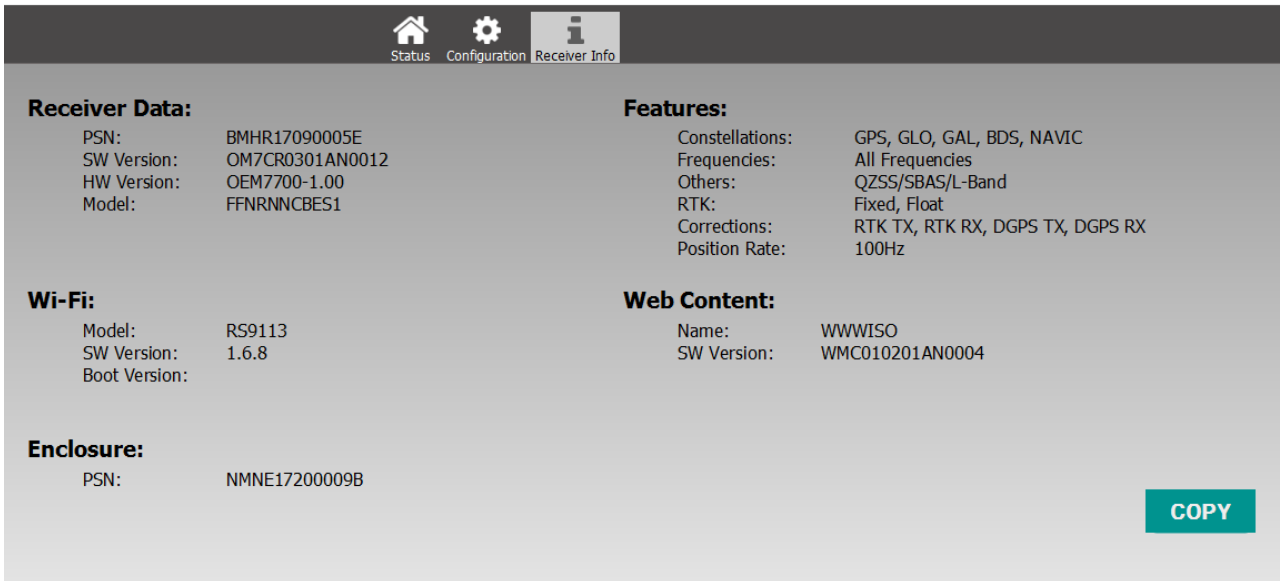 Status Configuration Receiver Info
Receiver Data:
PSN: BMHR17090005E
SW Version: OM7CR0301AN0012
HW Version: OEM7700-1.00
Model: FFNRNNCBES1
Features:
Constellations: GPS, GLO, GAL, BDS, NAVIC
Frequencies: All Frequencies
Others: QZSS/SBAS/L-Band
RTK: Fixed, Float
Corrections: RTK TX, RTK RX, DGPS TX, DGPS RX
Position Rate: 100Hz
Wi-Fi:
Model: RS9113
SW Version: 1.6.8
Boot Version:
Web Content:
Name: WWWISO
SW Version: WMC010201AN0004
Enclosure:
PSN: NMNE17200009B
COPY